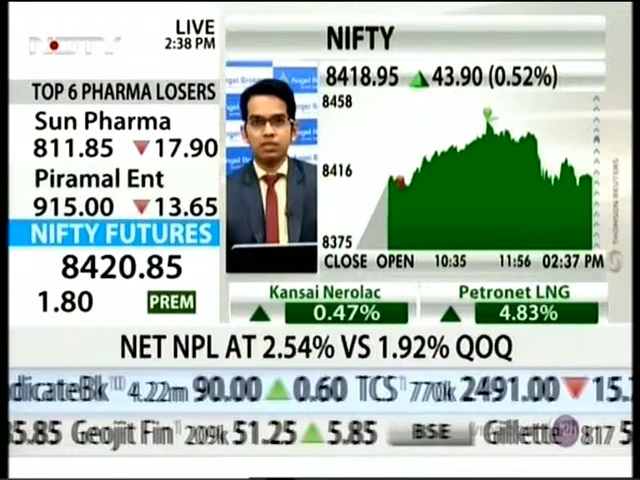 NDTV
LIVE
2:38 PM
TOP 6 PHARMA LOSERS
Sun Pharma
811.85 ▼17.90
Piramal Ent
915.00 ▼13.65
NIFTY FUTURES
8420.85
1.80 PREM
NIFTY
8418.95 ▲ 43.90 (0.52%)
8458
8416
8375
CLOSE OPEN 10:35 11:56 02:37 PM
THOMSON REUTERS
Kansai Nerolac
▲ 0.47%
Petronet LNG
▲ 4.83%
NET NPL AT 2.54% VS 1.92% QOQ
dicateBk 4.22m 90.00 ▲ 0.60 TCS 770k 2491.00 ▼ 15.
5.85 Geojit Fin 209k 51.25 ▲ 5.85 BSE Gillette 817 5